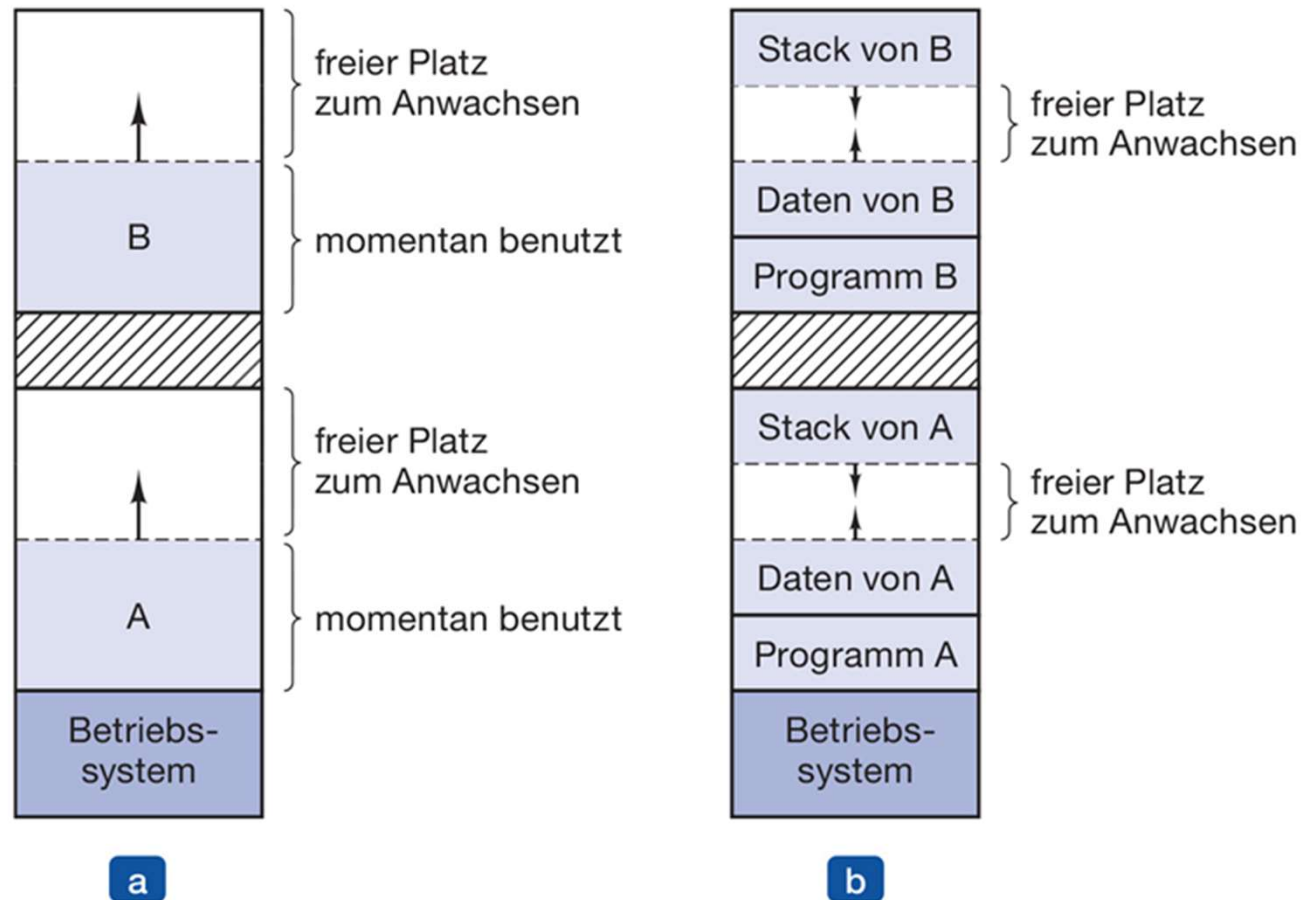 freier Platz
zum Anwachsen
B
momentan benutzt
freier Platz
zum Anwachsen
A
momentan benutzt
Betriebs-
system
a
Stack von B
freier Platz
zum Anwachsen
Daten von B
Programm B
Stack von A
freier Platz
zum Anwachsen
Daten von A
Programm A
Betriebs-
system
b